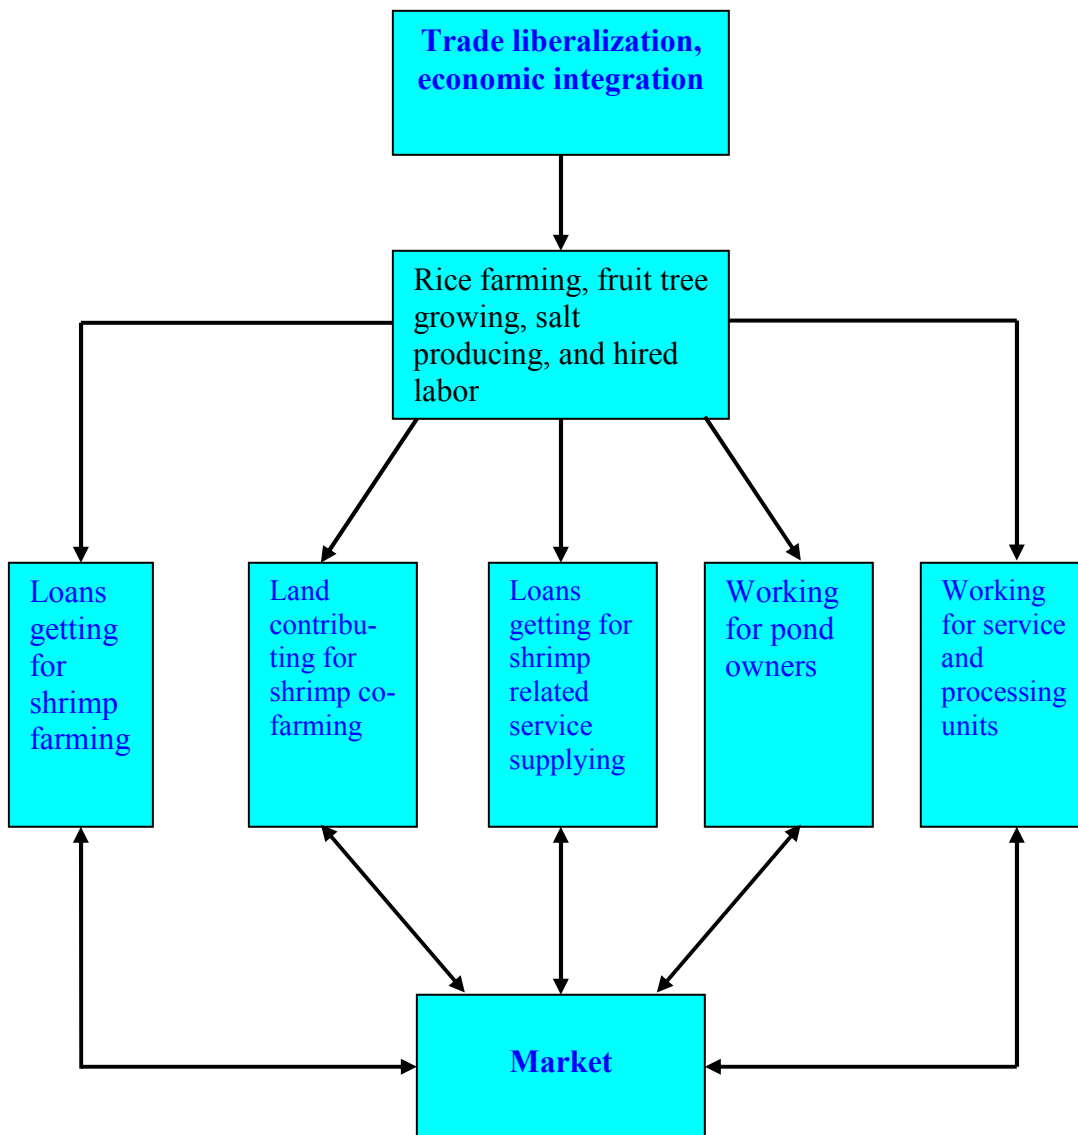 Trade liberalization,
economic integration
Rice farming, fruit tree
growing, salt
producing, and hired
labor
Loans
getting
for
shrimp
farming
Land
contribu-
ting for
shrimp co-
farming
Loans
getting for
shrimp
related
service
supplying
Working
for pond
owners
Working
for service
and
processing
units
Market